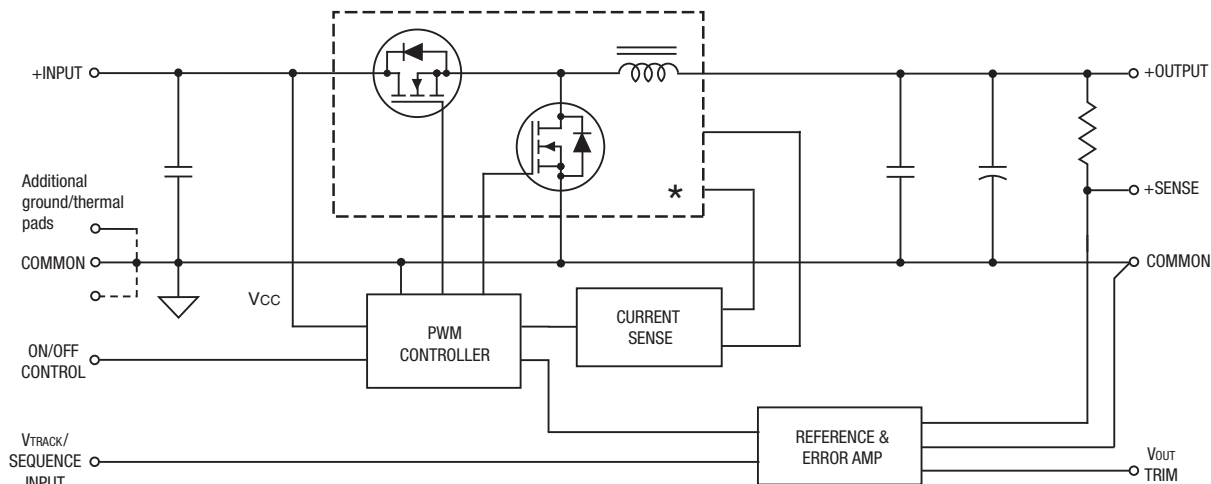 +INPUT
+OUTPUT
Additional
ground/thermal
pads
*
+SENSE
COMMON
COMMON
VCC
PWM
CONTROLLER
CURRENT
SENSE
ON/OFF
CONTROL
VTRACK/
SEQUENCE
INPUT
REFERENCE &
ERROR AMP
VOUT
TRIM